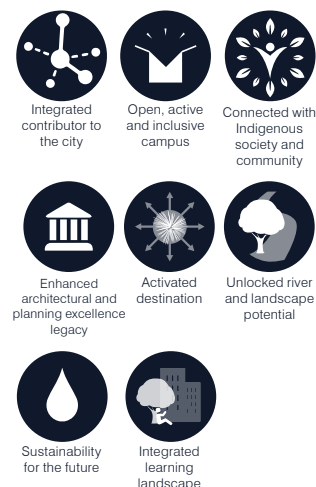 Integrated
contributor to
the city
Open, active
and inclusive
campus
Connected with
Indigenous
society and
community
Enhanced
architectural and
planning excellence
legacy
Activated
destination
Unlocked river
and landscape
potential
Sustainability
for the future
Integrated
learning
landscape